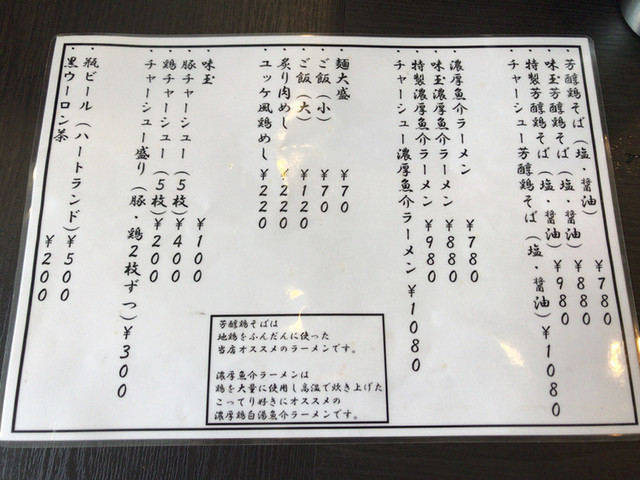 ・芳醇鶏そば（塩・醤油）￥780
・味玉芳醇鶏そば（塩・醤油）￥880
・特製芳醇鶏そば（塩・醤油）￥980
・チャーシュー芳醇鶏そば（塩・醤油）￥1080
・濃厚魚介ラーメン￥780
・味玉濃厚魚介ラーメン￥880
・特製濃厚魚介ラーメン￥980
・チャーシュー濃厚魚介ラーメン￥1080
・麺大盛￥70
・ご飯（小）￥70
・ご飯（大）￥120
・炙り肉めし￥220
・ユッケ風鶏めし￥220
・味玉￥100
・豚チャーシュー（5枚）￥400
・鶏チャーシュー（5枚）￥200
・チャーシュー盛り（豚・鶏2枚ずつ）￥300
・瓶ビール（ハートランド）￥500
・黒ウーロン茶￥200
芳醇鶏そばは
地鶏をふんだんに使った
当店オススメのラーメンです。
濃厚魚介ラーメンは
鶏を大量に使用し高温で炊き上げた
こってり好きにオススメの
濃厚鶏白湯魚介ラーメンです。